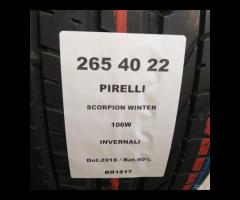 265 40 22
PIRELLI
SCORPION WINTER
106W
INVERNALI
Dot.2018 / Bat.90%
BR1617